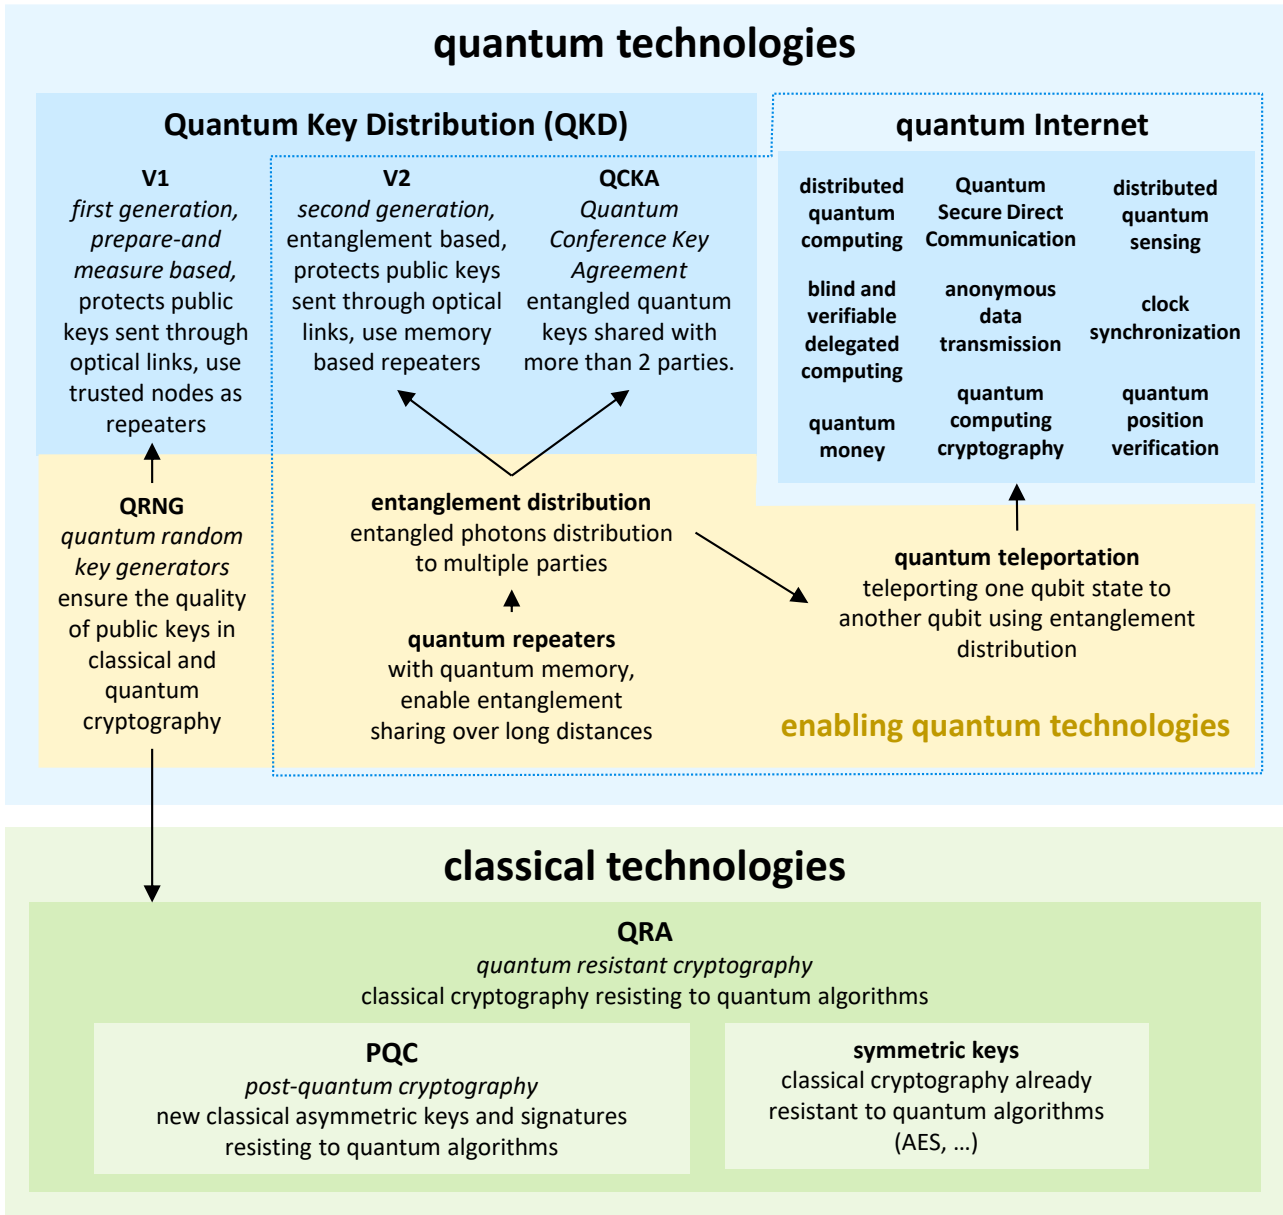 quantum technologies
Quantum Key Distribution (QKD)
V1
first generation,
prepare-and
measure based,
protects public
keys sent through
optical links, use
trusted nodes as
repeaters
V2
second generation,
entanglement based,
protects public keys
sent through optical
links, use memory
based repeaters
QCKA
Quantum
Conference Key
Agreement
entangled quantum
keys shared with
more than 2 parties.
quantum Internet
distributed
quantum
computing
Quantum
Secure Direct
Communication
distributed
quantum
sensing
blind and
verifiable
delegated
computing
anonymous
data
transmission
clock
synchronization
quantum
money
quantum
computing
cryptography
quantum
position
verification
QRNG
quantum random
key generators
ensure the quality
of public keys in
classical and
quantum
cryptography
entanglement distribution
entangled photons distribution
to multiple parties
quantum repeaters
with quantum memory,
enable entanglement
sharing over long distances
quantum teleportation
teleporting one qubit state to
another qubit using entanglement
distribution
enabling quantum technologies
classical technologies
QRA
quantum resistant cryptography
classical cryptography resisting to quantum algorithms
PQC
post-quantum cryptography
new classical asymmetric keys and signatures
resisting to quantum algorithms
symmetric keys
classical cryptography already
resistant to quantum algorithms
(AES, …)